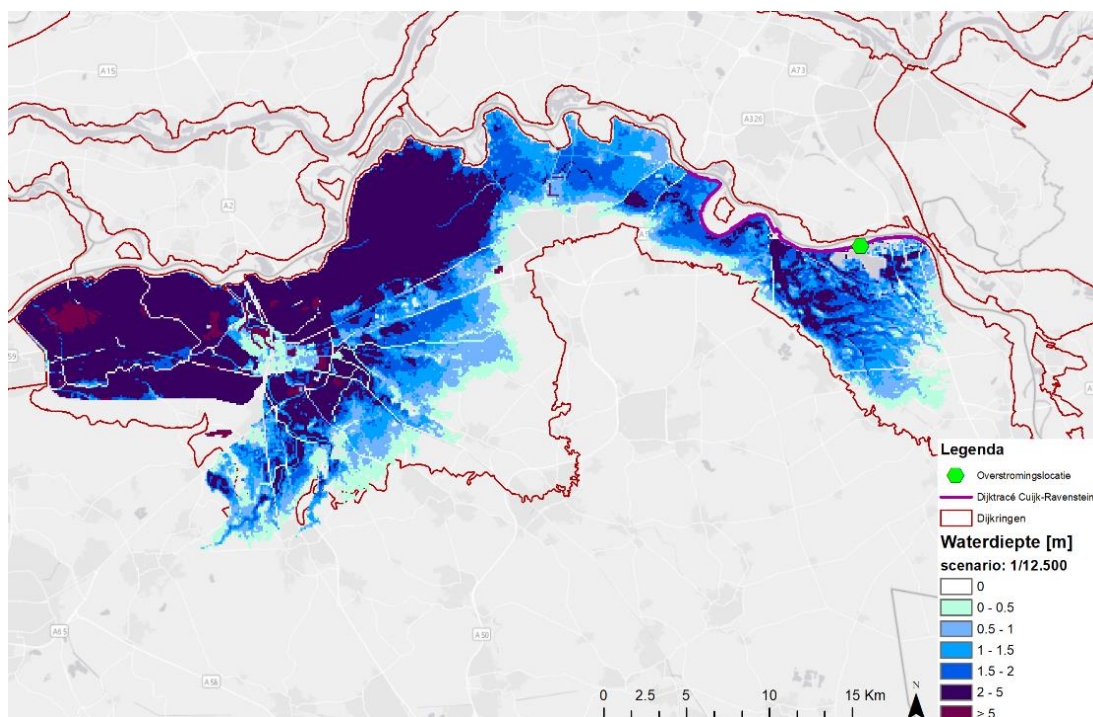 A15
A73
A326
A2
59
A65
A50
A56
Legenda
Overstromingslocatie
Dijktracé Cuijk-Ravenstein
Dijkringen
Waterdiepte [m]
scenario: 1/12.500
0
0 - 0.5
0.5 - 1
1 - 1.5
1.5 - 2
2 - 5
> 5
0 2.5 5 10 15 Km
N